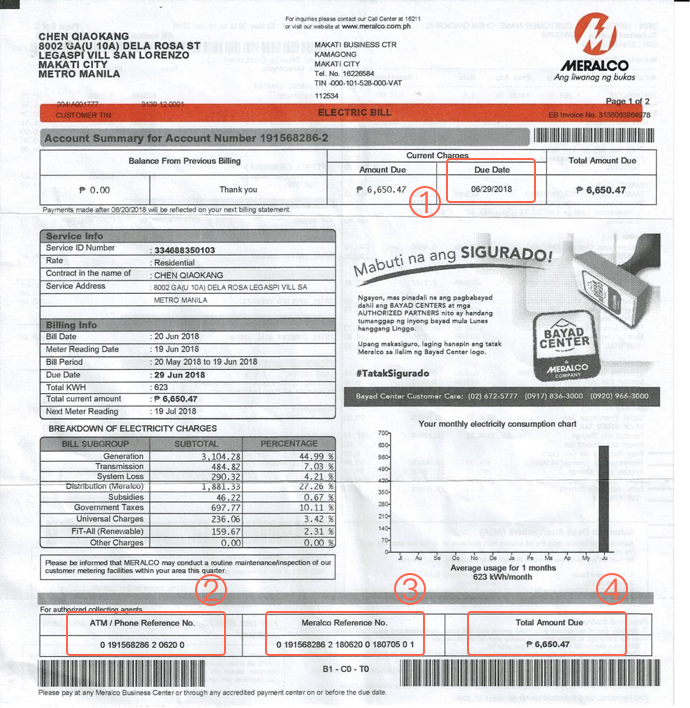 For inquiries please contact our Call Center at 16211
or visit our website at www.meralco.com.ph
CHEN QIAOKANG
8002 GA(U 10A) DELA ROSA ST
LEGASPI VILL SAN LORENZO
MAKATI CITY
METRO MANILA
MAKATI BUSINESS CTR
KAMAGONG
MAKATI CITY
Tel. No. 16226584
TIN -000-101-528-000-VAT
112534
MERALCO
Ang liwanag ng bukas
Page 1 of 2
CUSTOMER TIN
ELECTRIC BILL
EB Invoice No.
Account Summary for Account Number 191568286-2
Balance From Previous Billing
Current Charges
Total Amount Due
Amount Due
Due Date
₱ 0.00
Thank you
₱ 6,650.47
06/29/2018
₱ 6,650.47
①
Payments made after 06/20/2018 will be reflected on your next billing statement.
Service Info
Service ID Number : 334688350103
Rate : Residential
Contract in the name of : CHEN QIAOKANG
Service Address : 8002 GA(U 10A) DELA ROSA LEGASPI VILL SA
METRO MANILA
Billing Info
Bill Date : 20 Jun 2018
Meter Reading Date : 19 Jun 2018
Bill Period : 20 May 2018 to 19 Jun 2018
Due Date : 29 Jun 2018
Total KWH : 623
Total current amount : ₱ 6,650.47
Next Meter Reading : 19 Jul 2018
Mabuti na ang SIGURADO!
Ngayon, mas pinadali na ang pagbabayad
dahil ang BAYAD CENTERS at mga
AUTHORIZED PARTNERS nito ay handang
tumanggap ng inyong bayad mula Lunes
hanggang Linggo.
Upang makasiguro, laging hanapin ang tatak
Meralco sa ilalim ng Bayad Center logo.
#TatakSigurado
BAYAD
CENTER
A
MERALCO
COMPANY
Bayad Center Customer Care: (02) 672-5777 (0917) 836-3000 (0920) 966-3000
BREAKDOWN OF ELECTRICITY CHARGES
BILL SUBGROUP SUBTOTAL PERCENTAGE
Generation 3,104.28 44.99 %
Transmission 484.82 7.03 %
System Loss 290.32 4.21 %
Distribution (Meralco) 1,881.33 27.26 %
Subsidies 46.22 0.67 %
Government Taxes 697.77 10.11 %
Universal Charges 236.06 3.42 %
FiT-All (Renewable) 159.67 2.31 %
Other Charges 0.00 0.00 %
Please be informed that MERALCO may conduct a routine maintenance/inspection of our
customer metering facilities within your area this quarter.
Your monthly electricity consumption chart
700
630
560
490
420
350
280
210
140
70
0
Jl Au Se Oc No De Ja Fe Ma Ap My Ju
Average usage for 1 months
623 kWh/month
②
③
④
For authorized collecting agents
ATM / Phone Reference No.
Meralco Reference No.
Total Amount Due
0 191568286 2 0620 0
0 191568286 2 180620 0 180705 0 1
₱ 6,650.47
B1 - C0 - T0
Please pay at any Meralco Business Center or through any accredited payment center on or before the due date.